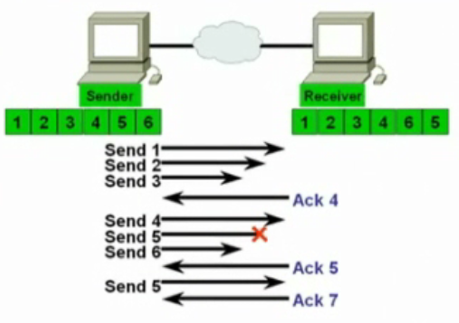 Sender
Receiver
1 2 3 4 5 6
1 2 3 4 6 5
Send 1
Send 2
Send 3
Ack 4
Send 4
Send 5
Send 6
Ack 5
Send 5
Ack 7